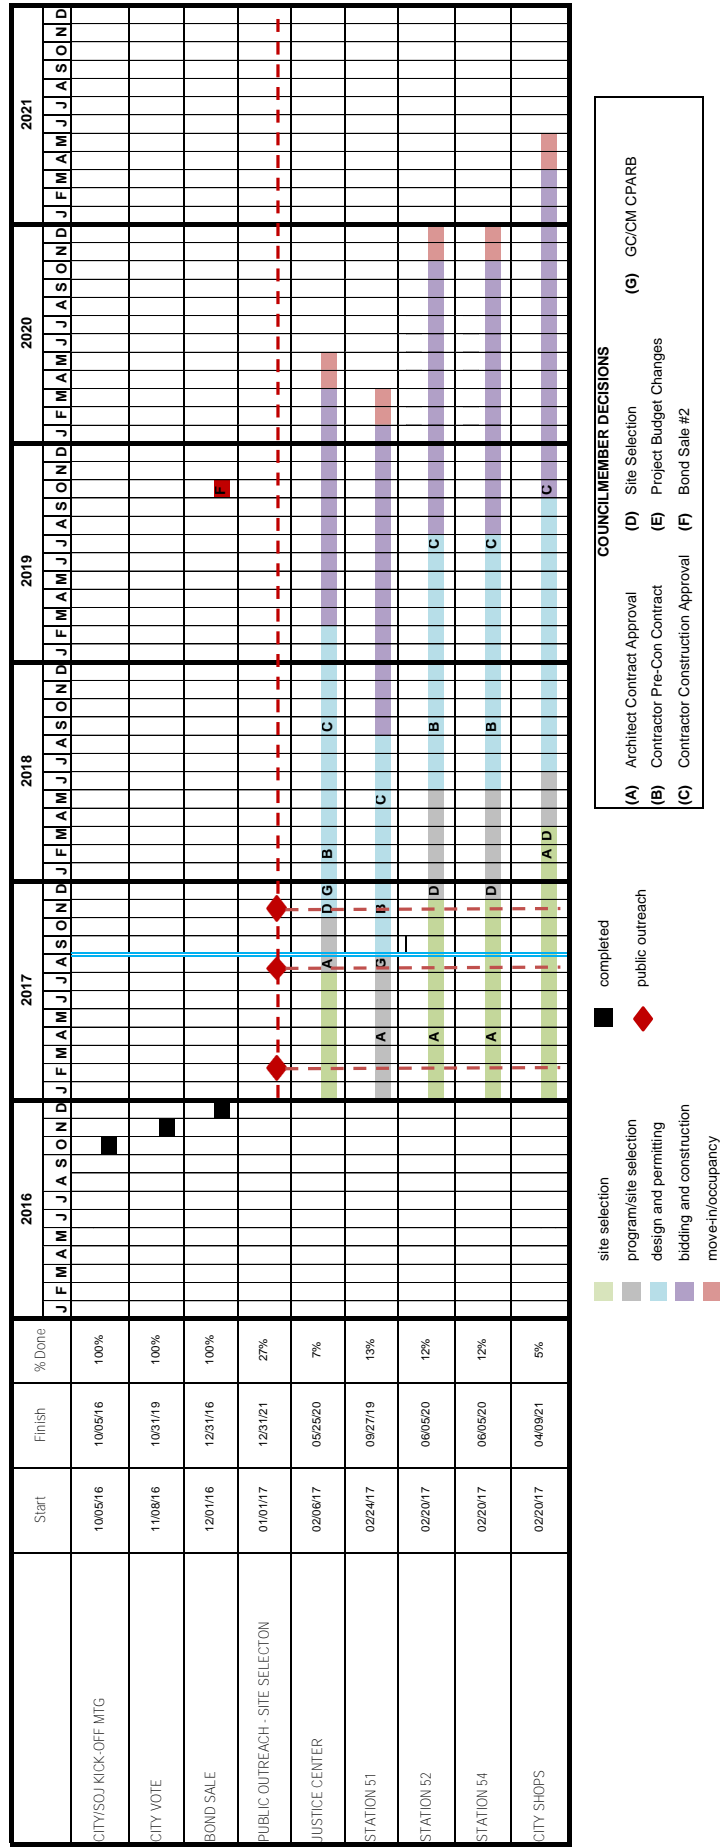 2016 2017 2018 2019 2020 2021
Start Finish % Done J F M A M J J A S O N D J F M A M J J A S O N D J F M A M J J A S O N D J F M A M J J A S O N D J F M A M J J A S O N D J F M A M J J A S O N D
CITY/SOJ KICK-OFF MTG 10/05/16 10/05/16 100%
CITY VOTE 11/08/16 10/31/19 100%
BOND SALE 12/01/16 12/31/16 100% F
PUBLIC OUTREACH - SITE SELECTON 01/01/17 12/31/21 27%
JUSTICE CENTER 02/06/17 05/25/20 7% A D G B C
STATION 51 02/24/17 09/27/19 13% A G B C
STATION 52 02/20/17 06/05/20 12% A D B C
STATION 54 02/20/17 06/05/20 12% A D B C
CITY SHOPS 02/20/17 04/09/21 5% A D C
site selection
program/site selection
design and permitting
bidding and construction
move-in/occupancy
completed
public outreach
COUNCILMEMBER DECISIONS
(A) Architect Contract Approval (D) Site Selection (G) GC/CM CPARB
(B) Contractor Pre-Con Contract (E) Project Budget Changes
(C) Contractor Construction Approval (F) Bond Sale #2